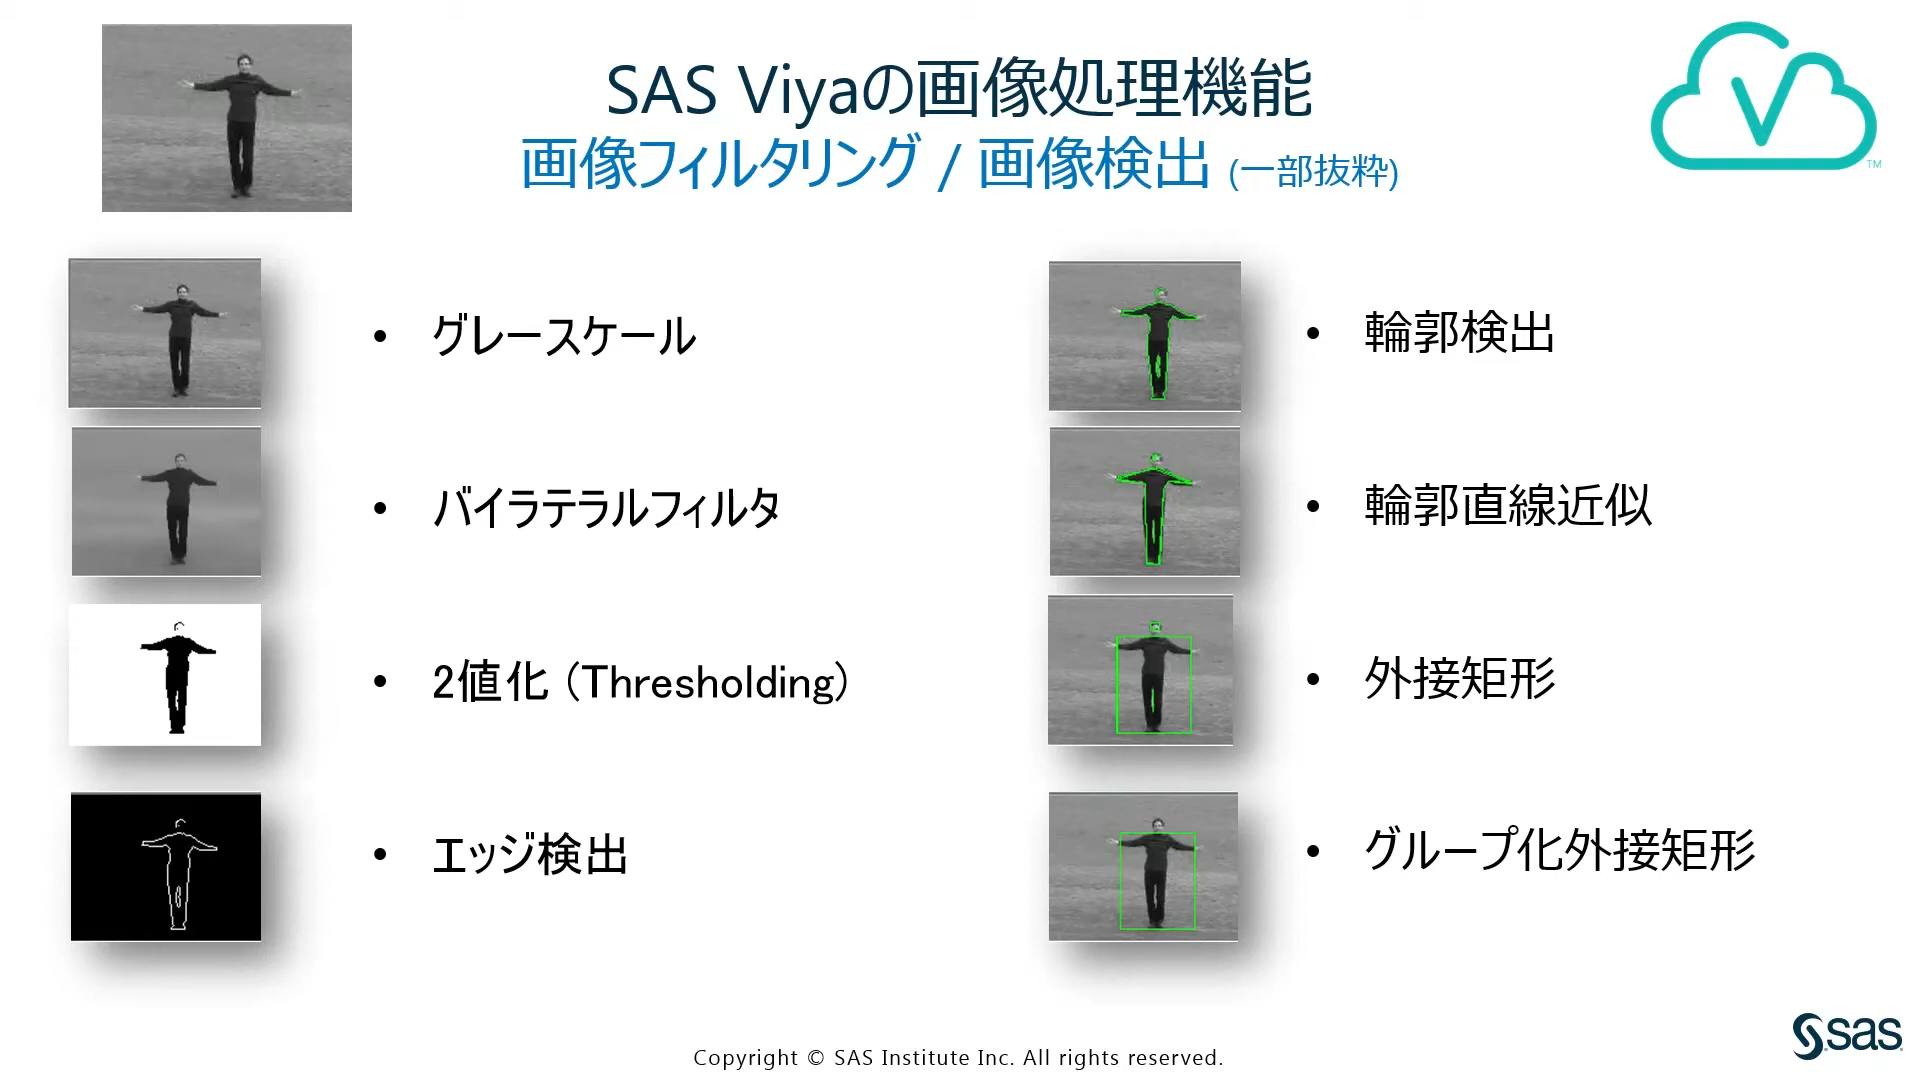 SAS Viyaの画像処理機能
画像フィルタリング / 画像検出 (一部抜粋)
TM
• グレースケール
• バイラテラルフィルタ
• 2値化 (Thresholding)
• エッジ検出
• 輪郭検出
• 輪郭直線近似
• 外接矩形
• グループ化外接矩形
sas
Copyright © SAS Institute Inc. All rights reserved.